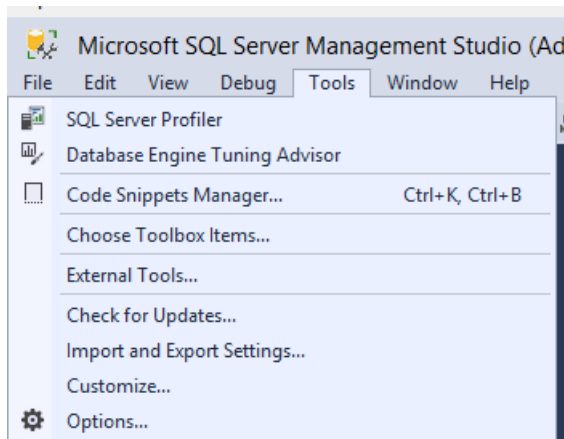 Microsoft SQL Server Management Studio (Ad
File Edit View Debug Tools Window Help
SQL Server Profiler
Database Engine Tuning Advisor
Code Snippets Manager... Ctrl+K, Ctrl+B
Choose Toolbox Items...
External Tools...
Check for Updates...
Import and Export Settings...
Customize...
Options...